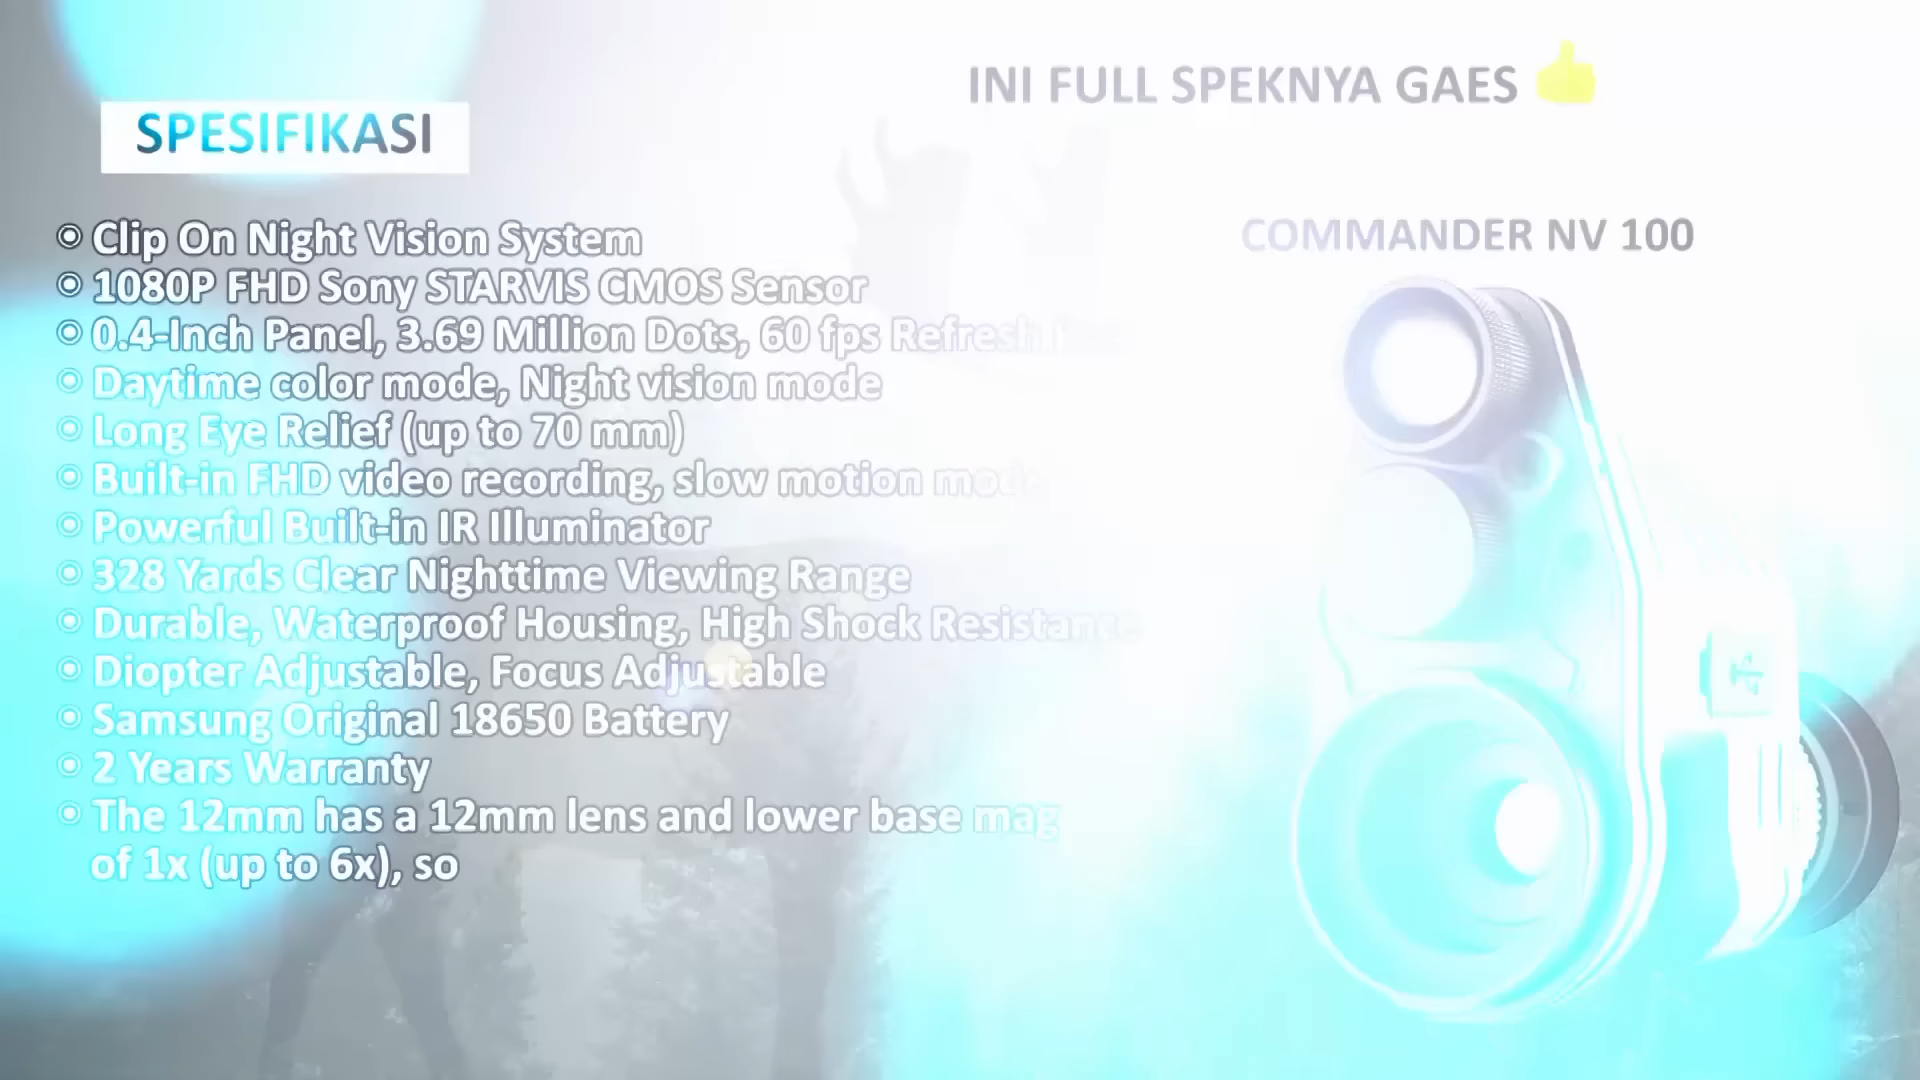 INI FULL SPEKNYA GAES
SPESIFIKASI
COMMANDER NV 100
Clip On Night Vision System
1080P FHD Sony STARVIS CMOS Sensor
0.4-Inch Panel, 3.69 Million Dots, 60 fps Refresh
Daytime color mode, Night vision mode
Long Eye Relief (up to 70 mm)
Built-in FHD video recording, slow motion mode
Powerful Built-in IR Illuminator
328 Yards Clear Nighttime Viewing Range
Durable, Waterproof Housing, High Shock Resistance
Diopter Adjustable, Focus Adjustable
Samsung Original 18650 Battery
2 Years Warranty
The 12mm has a 12mm lens and lower base mag
of 1x (up to 6x), so